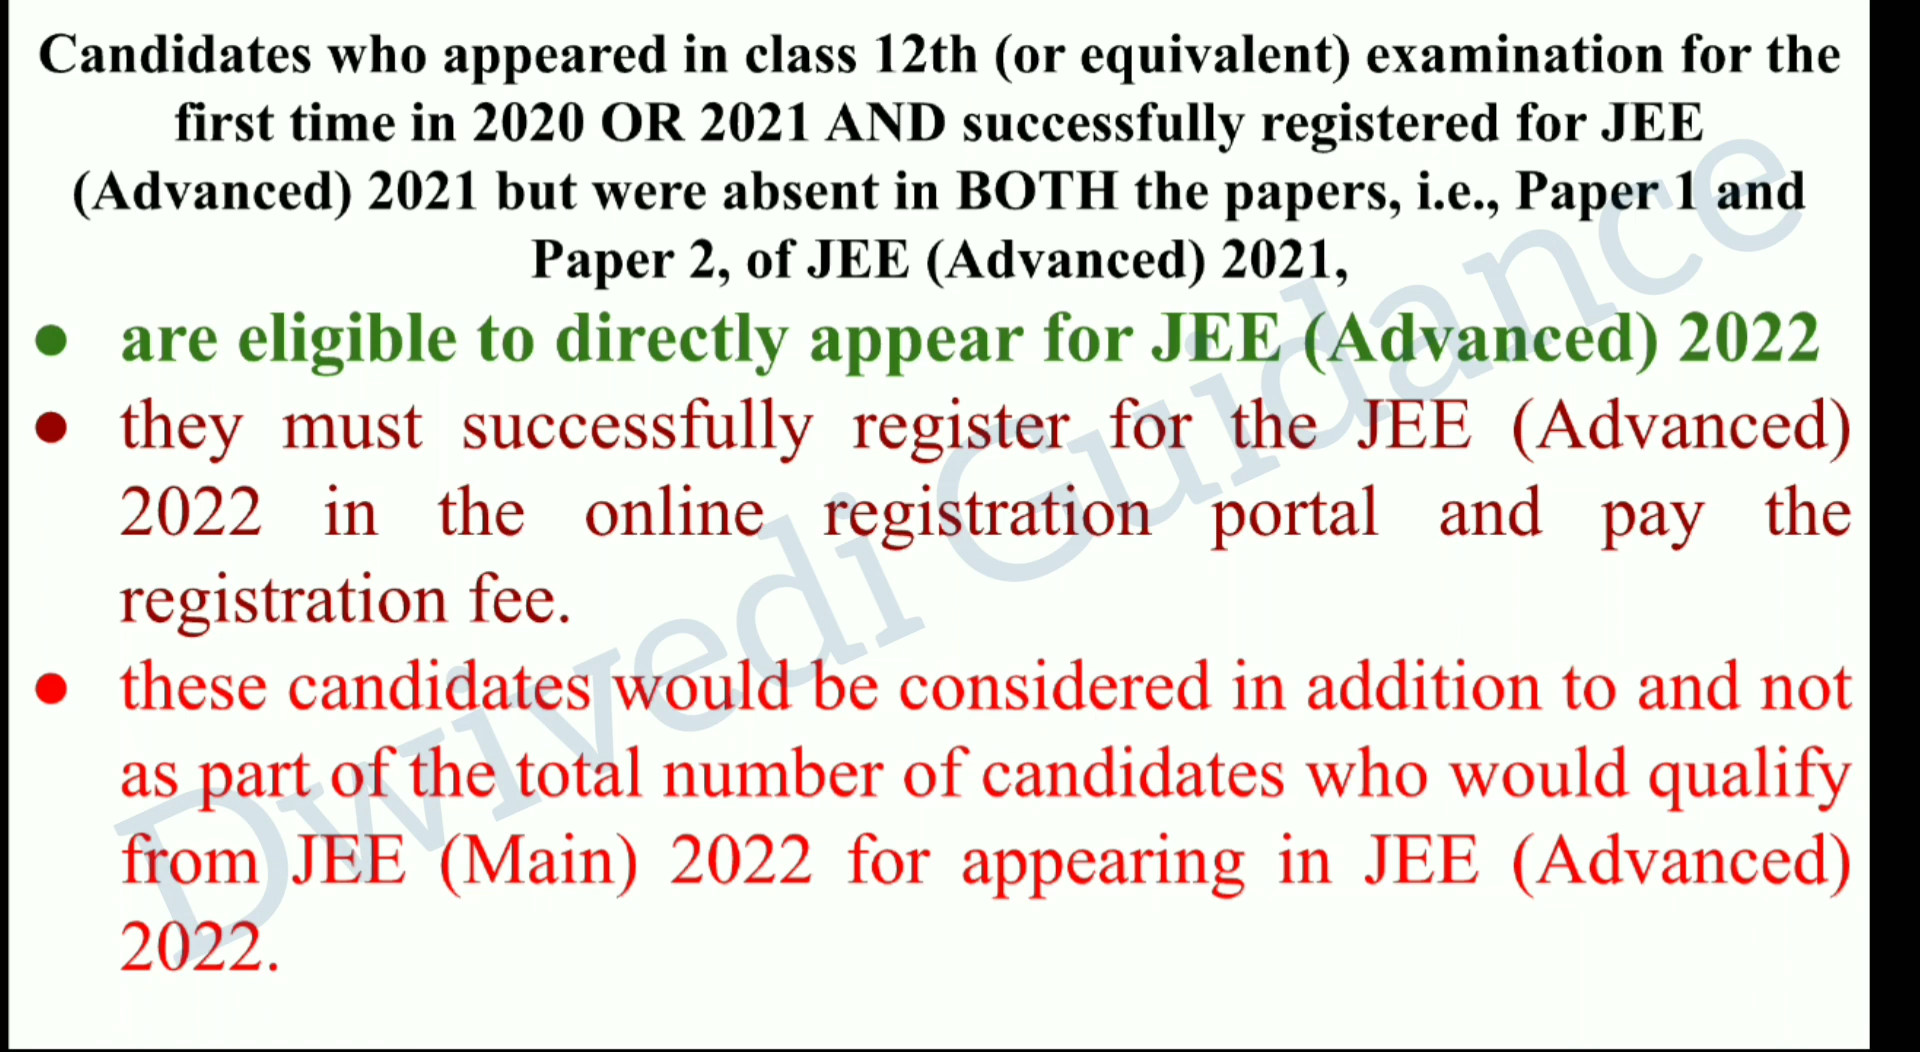 Candidates who appeared in class 12th (or equivalent) examination for the
first time in 2020 OR 2021 AND successfully registered for JEE
(Advanced) 2021 but were absent in BOTH the papers, i.e., Paper 1 and
Paper 2, of JEE (Advanced) 2021,
● are eligible to directly appear for JEE (Advanced) 2022
● they must successfully register for the JEE (Advanced)
2022 in the online registration portal and pay the
registration fee.
● these candidates would be considered in addition to and not
as part of the total number of candidates who would qualify
from JEE (Main) 2022 for appearing in JEE (Advanced)
2022.
Dwivedi Guidance